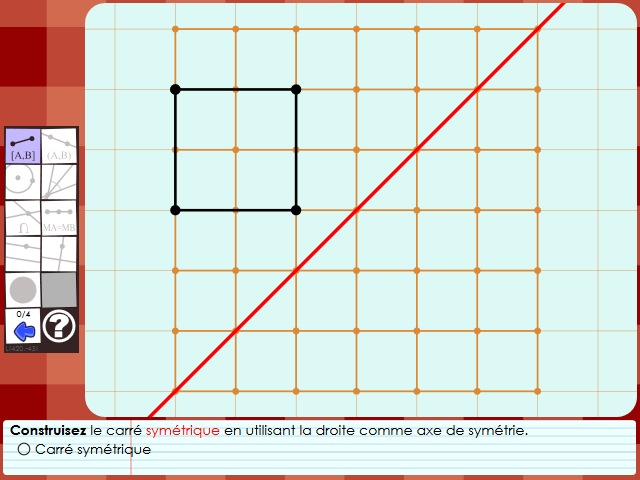 [A,B]
(A,B)
∩
MA=MB
0/4
?
Construisez le carré symétrique en utilisant la droite comme axe de symétrie.
Carré symétrique